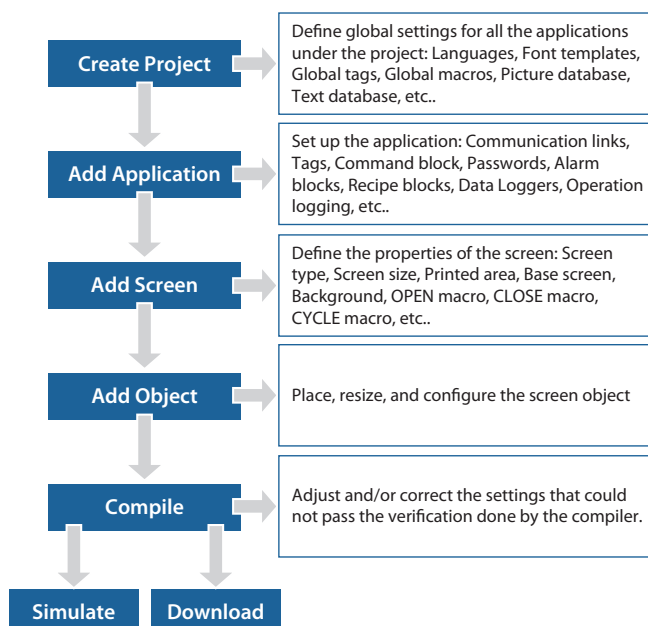 Create Project
Define global settings for all the applications
under the project: Languages, Font templates,
Global tags, Global macros, Picture database,
Text database, etc..
Add Application
Set up the application: Communication links,
Tags, Command block, Passwords, Alarm
blocks, Recipe blocks, Data Loggers, Operation
logging, etc..
Add Screen
Define the properties of the screen: Screen
type, Screen size, Printed area, Base screen,
Background, OPEN macro, CLOSE macro,
CYCLE macro, etc..
Add Object
Place, resize, and configure the screen object
Compile
Adjust and/or correct the settings that could
not pass the verification done by the compiler.
Simulate
Download